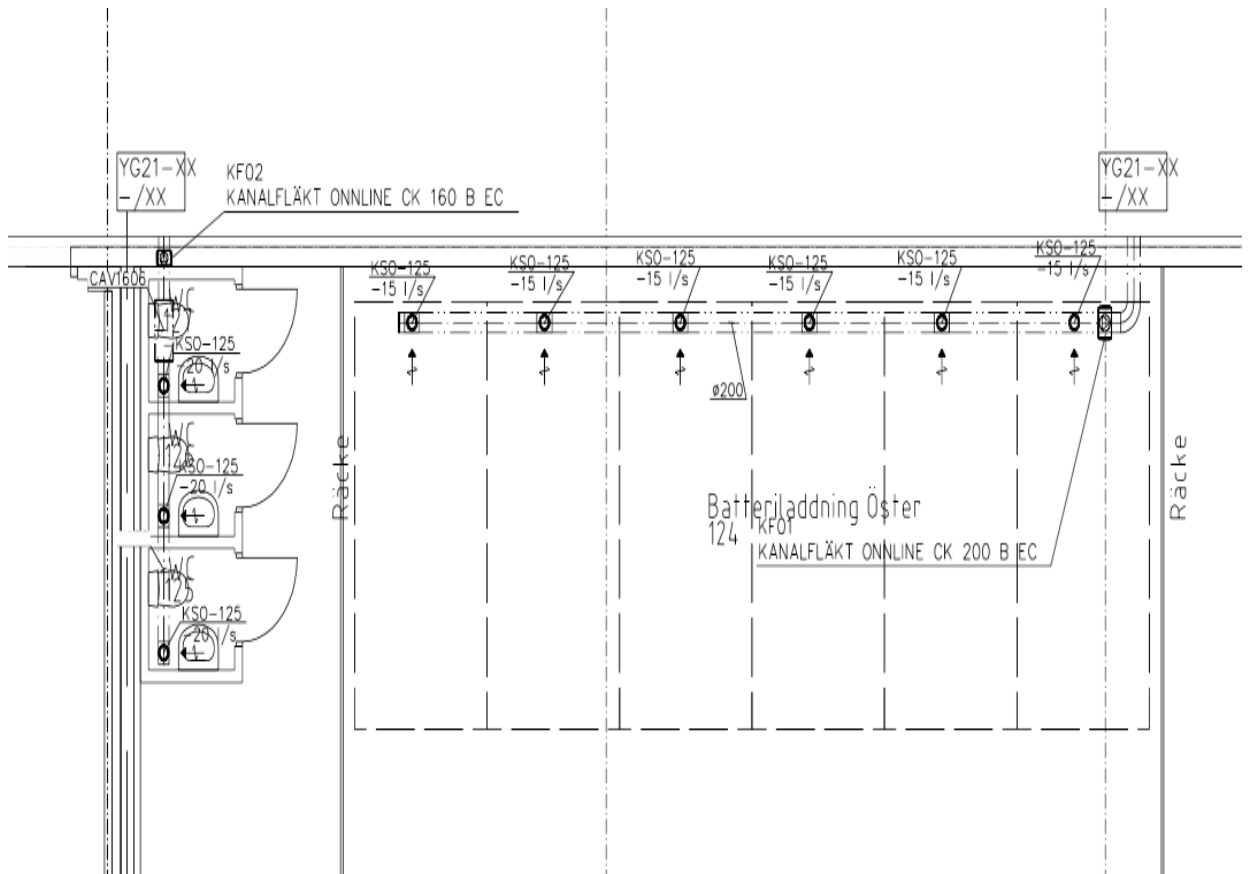 YG21-XX
-/XX
KF02
KANALFLÄKT ONNLINE CK 160 B EC
YG21-XX
-/XX
CAV1606
KSO-125
-15 l/s
KSO-125
-15 l/s
KSO-125
-15 l/s
KSO-125
-15 l/s
KSO-125
-15 l/s
KSO-125
-15 l/s
WC
KSO-125
-20 l/s
WC
KSO-125
-20 l/s
WC
125
KSO-125
-20 l/s
ø200
Räcke
Räcke
Batteriladdning Öster
124
KF01
KANALFLÄKT ONNLINE CK 200 B EC